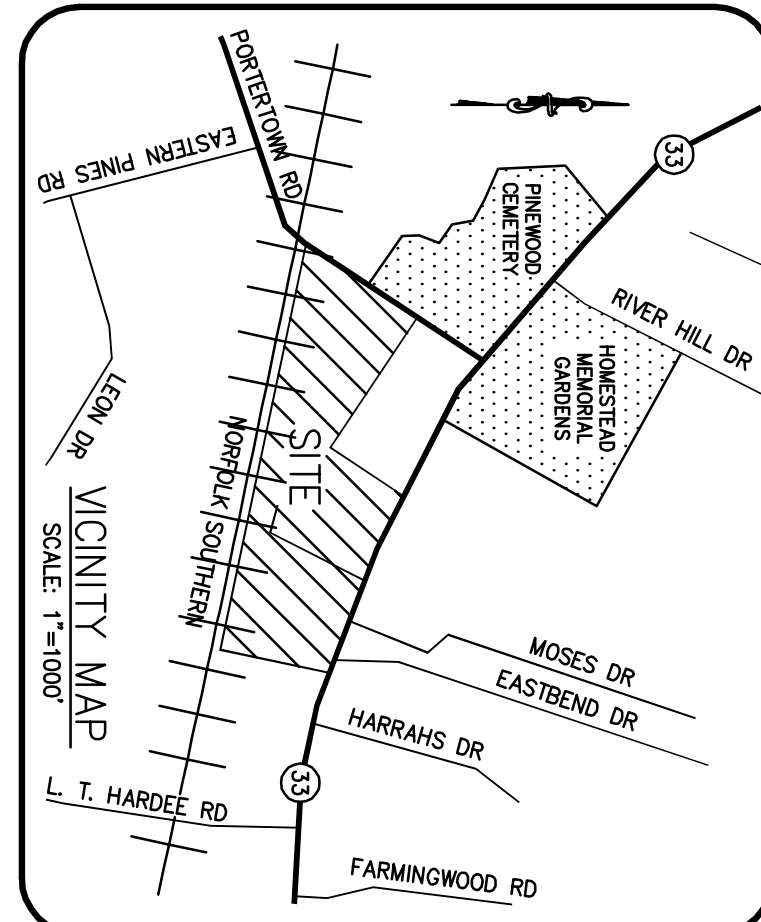 PORTERTOWN RD
EASTERN PINES RD
33
PINEWOOD
CEMETERY
RIVER HILL DR
HOMESTEAD
MEMORIAL
GARDENS
LEON DR
NORFOLK SOUTHERN
SITE
MOSES DR
EASTBEND DR
HARRAHS DR
33
L. T. HARDEE RD
FARMINGWOOD RD
VICINITY MAP
SCALE: 1"=1000'